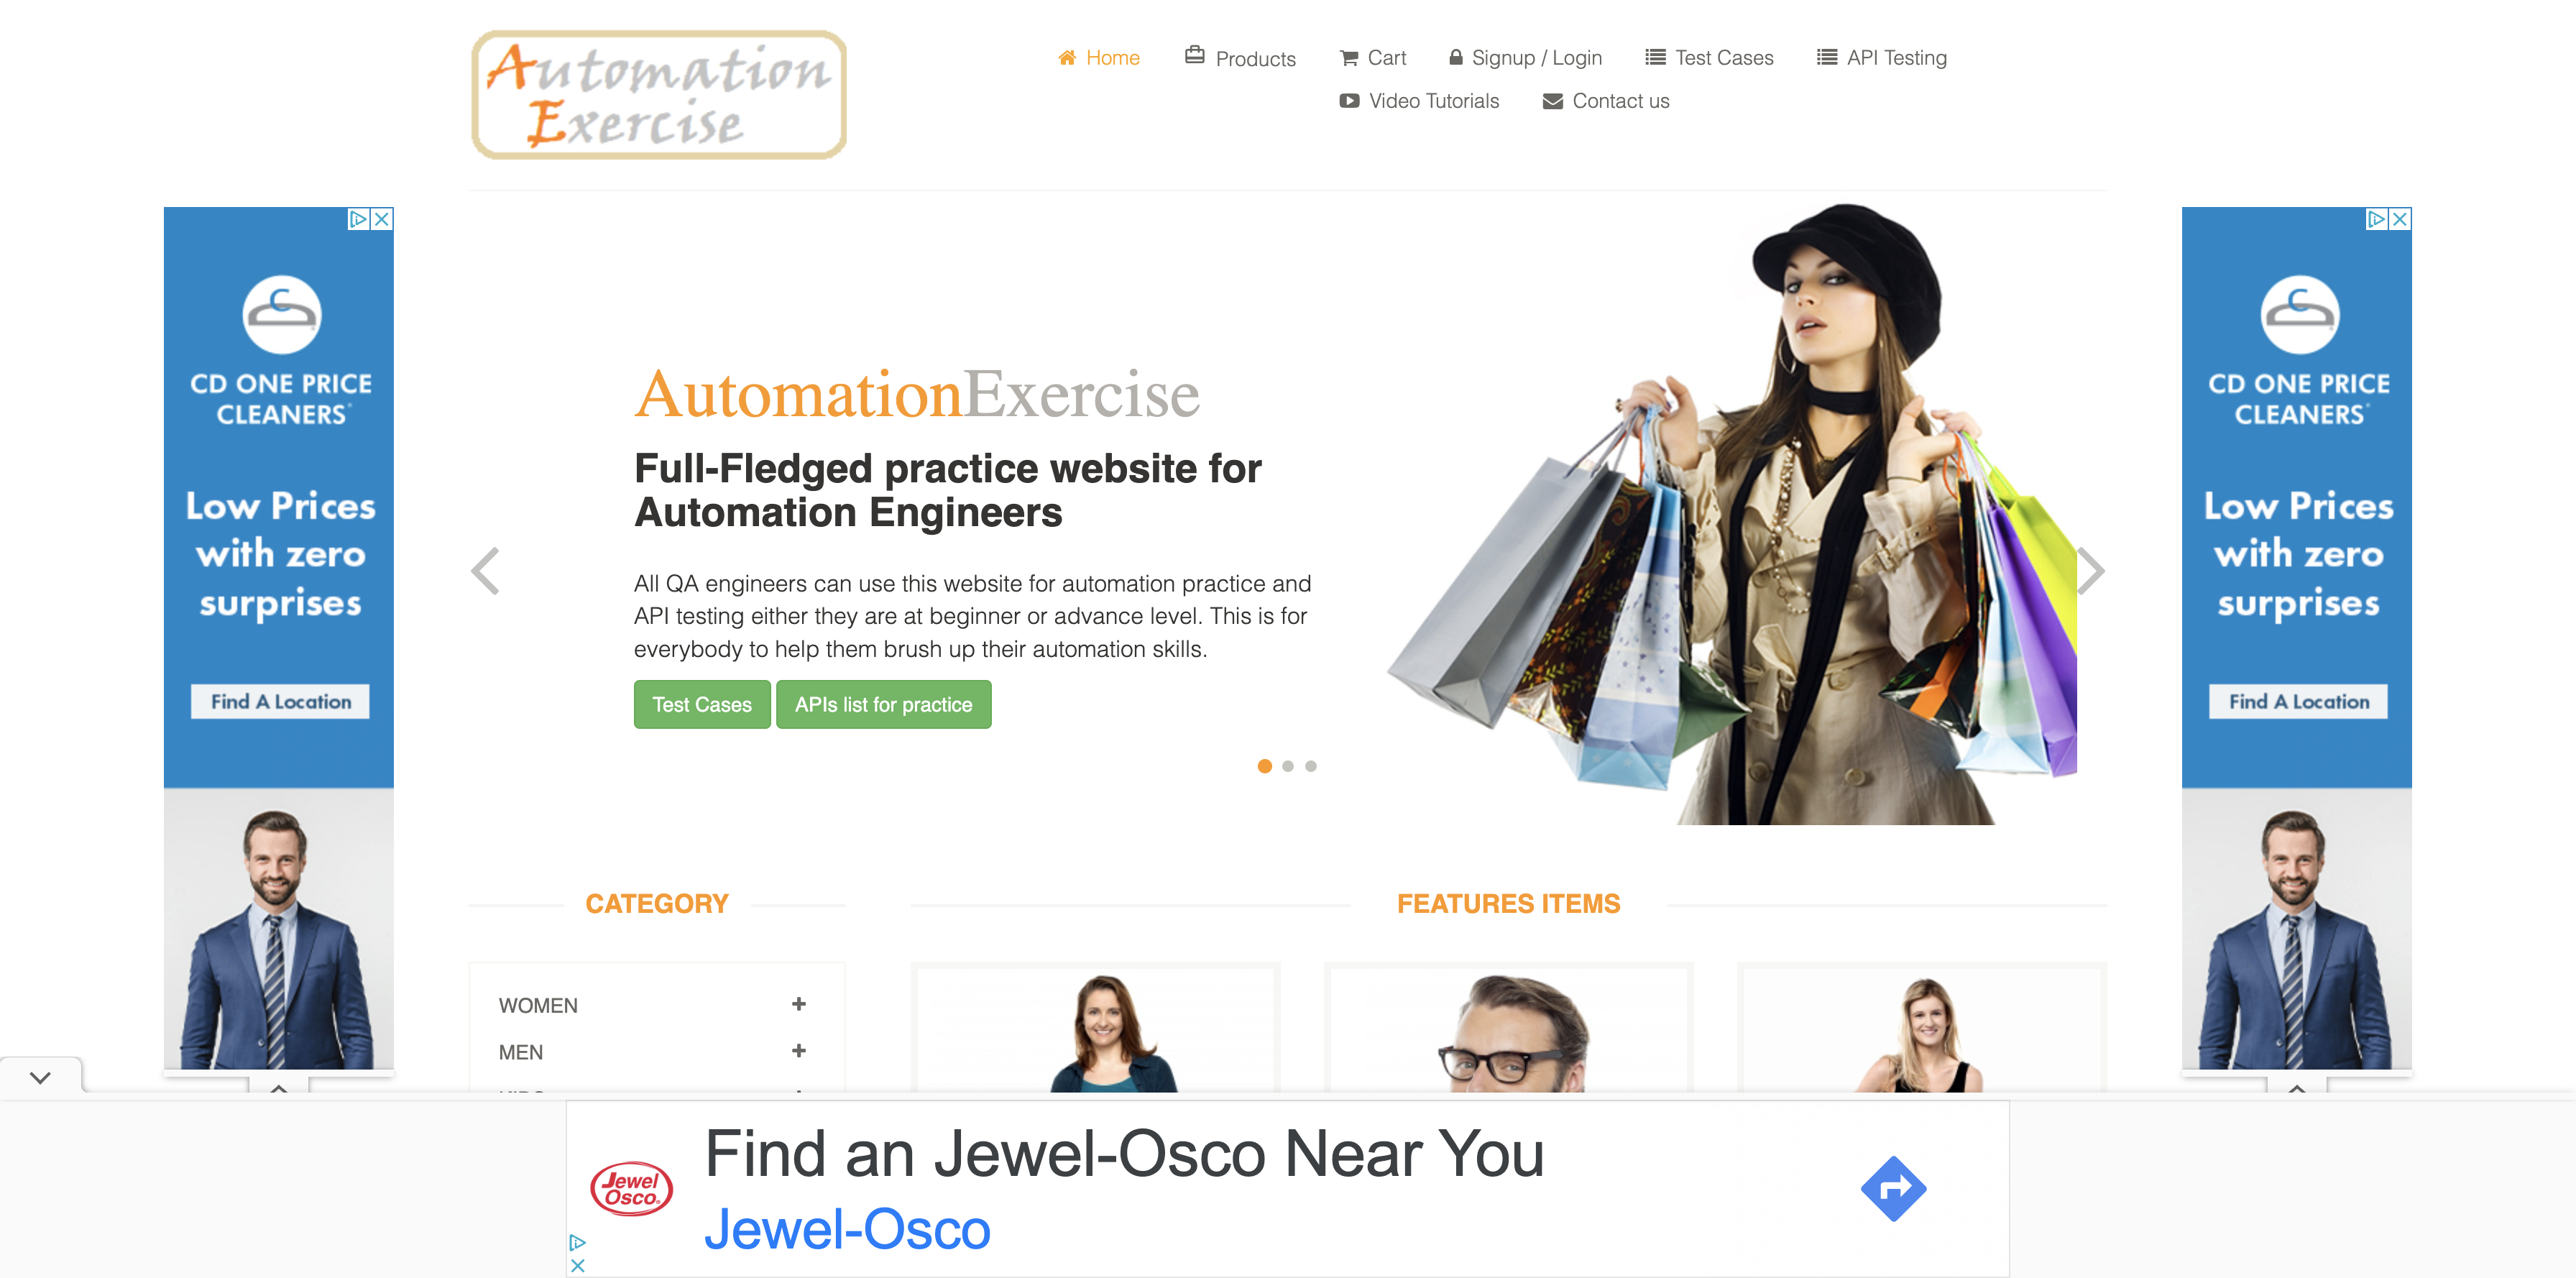 Automation
Exercise
Home
Products
Cart
Signup / Login
Test Cases
API Testing
Video Tutorials
Contact us
CD ONE PRICE
CLEANERS®
Low Prices
with zero
surprises
Find A Location
AutomationExercise
Full-Fledged practice website for
Automation Engineers
All QA engineers can use this website for automation practice and
API testing either they are at beginner or advance level. This is for
everybody to help them brush up their automation skills.
Test Cases
APIs list for practice
CD ONE PRICE
CLEANERS®
Low Prices
with zero
surprises
Find A Location
CATEGORY
FEATURES ITEMS
WOMEN
MEN
Jewel
Osco.
Find an Jewel-Osco Near You
Jewel-Osco